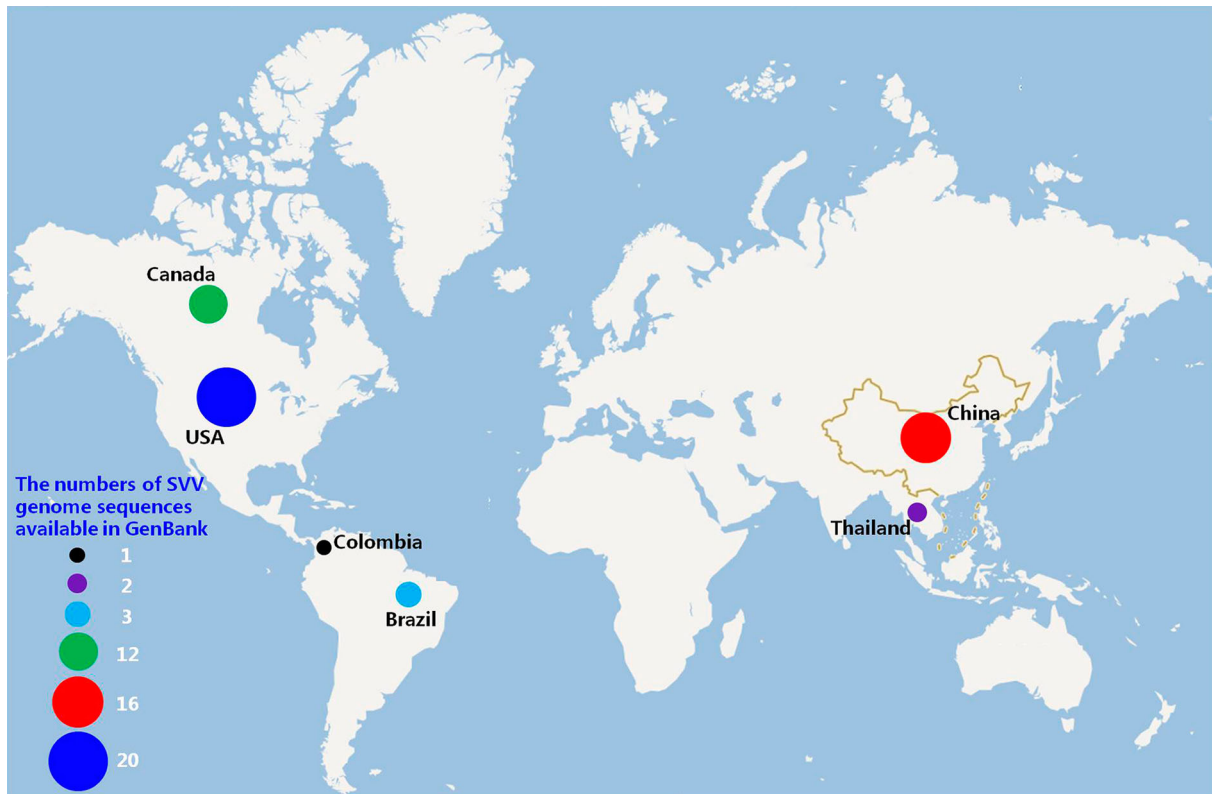 Canada
USA
China
Thailand
The numbers of SVV
genome sequences
available in GenBank
1
2
3
12
16
20
Colombia
Brazil